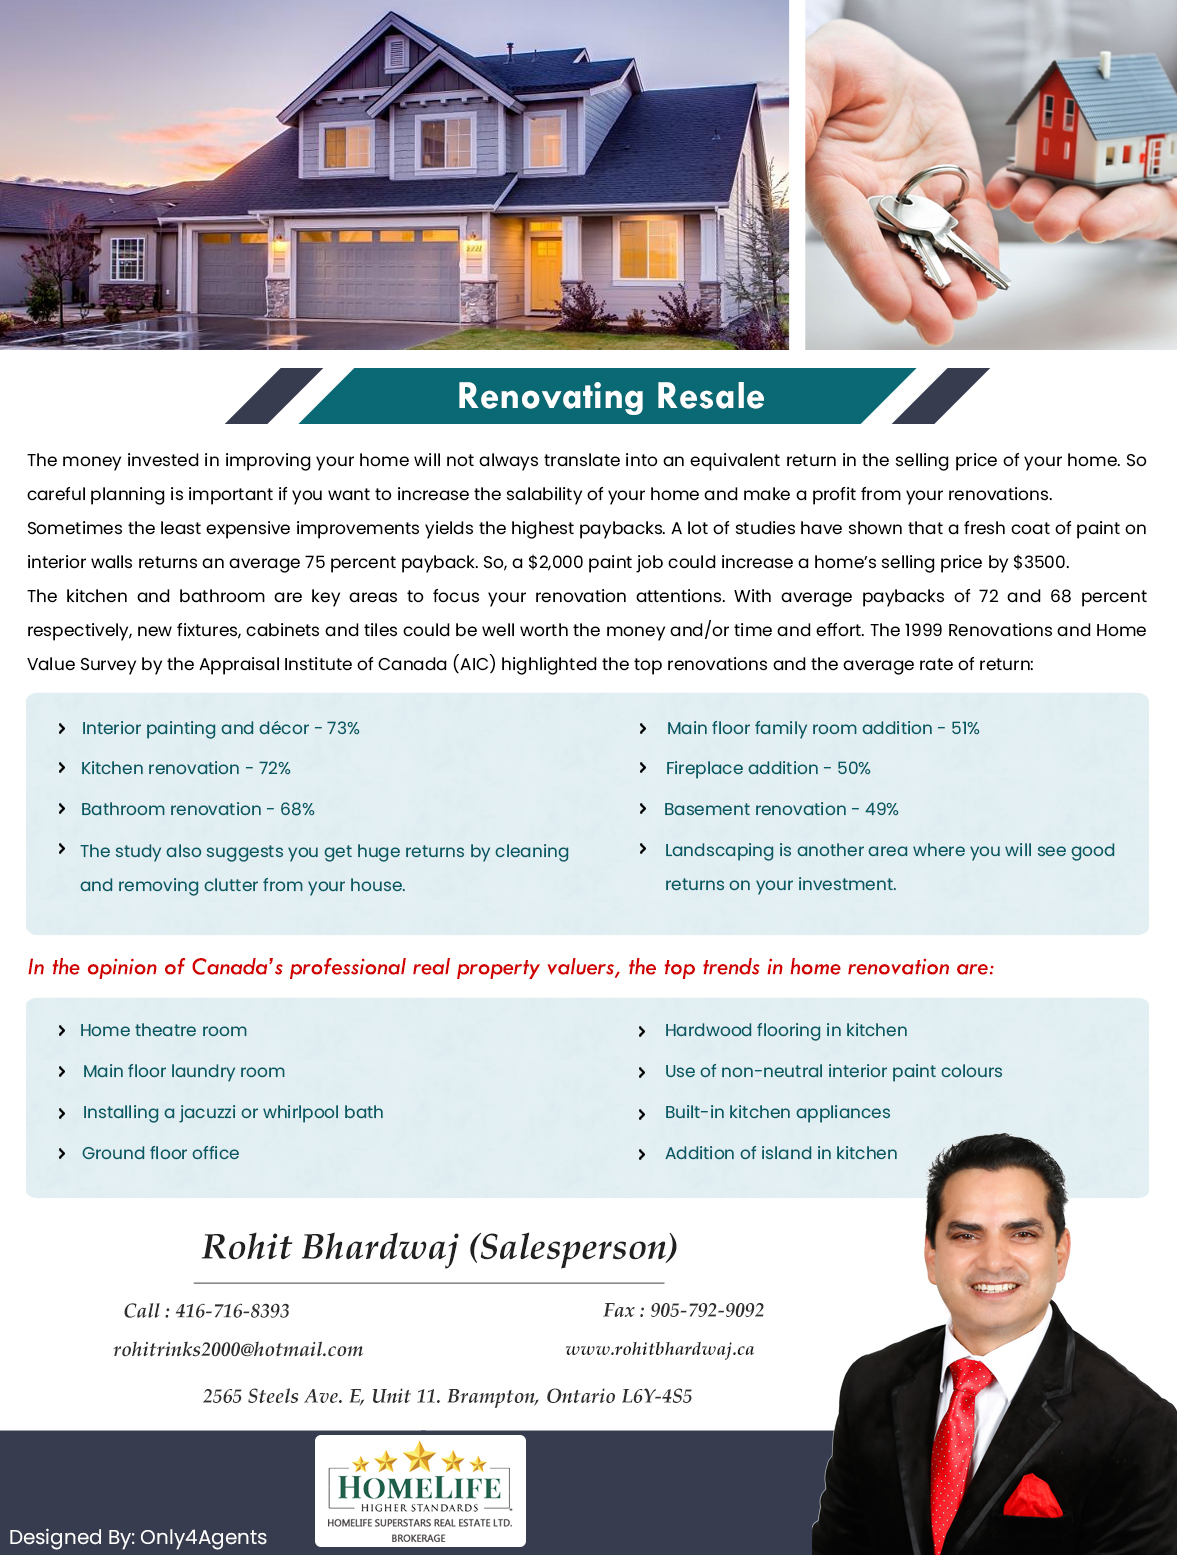 Renovating Resale
The money invested in improving your home will not always translate into an equivalent return in the selling price of your home. So
careful planning is important if you want to increase the salability of your home and make a profit from your renovations.
Sometimes the least expensive improvements yields the highest paybacks. A lot of studies have shown that a fresh coat of paint on
interior walls returns an average 75 percent payback. So, a $2,000 paint job could increase a home’s selling price by $3500.
The kitchen and bathroom are key areas to focus your renovation attentions. With average paybacks of 72 and 68 percent
respectively, new fixtures, cabinets and tiles could be well worth the money and/or time and effort. The 1999 Renovations and Home
Value Survey by the Appraisal Institute of Canada (AIC) highlighted the top renovations and the average rate of return:
Interior painting and décor - 73%
Kitchen renovation - 72%
Bathroom renovation - 68%
The study also suggests you get huge returns by cleaning
and removing clutter from your house.
Main floor family room addition - 51%
Fireplace addition - 50%
Basement renovation - 49%
Landscaping is another area where you will see good
returns on your investment.
In the opinion of Canada’s professional real property valuers, the top trends in home renovation are:
Home theatre room
Main floor laundry room
Installing a jacuzzi or whirlpool bath
Ground floor office
Hardwood flooring in kitchen
Use of non-neutral interior paint colours
Built-in kitchen appliances
Addition of island in kitchen
Rohit Bhardwaj (Salesperson)
Call : 416-716-8393
Fax : 905-792-9092
rohitrinks2000@hotmail.com
www.rohitbhardwaj.ca
2565 Steels Ave. E, Unit 11. Brampton, Ontario L6Y-4S5
HOMELIFE
HIGHER STANDARDS
HOMELIFE SUPERSTARS REAL ESTATE LTD.
BROKERAGE
Designed By: Only4Agents